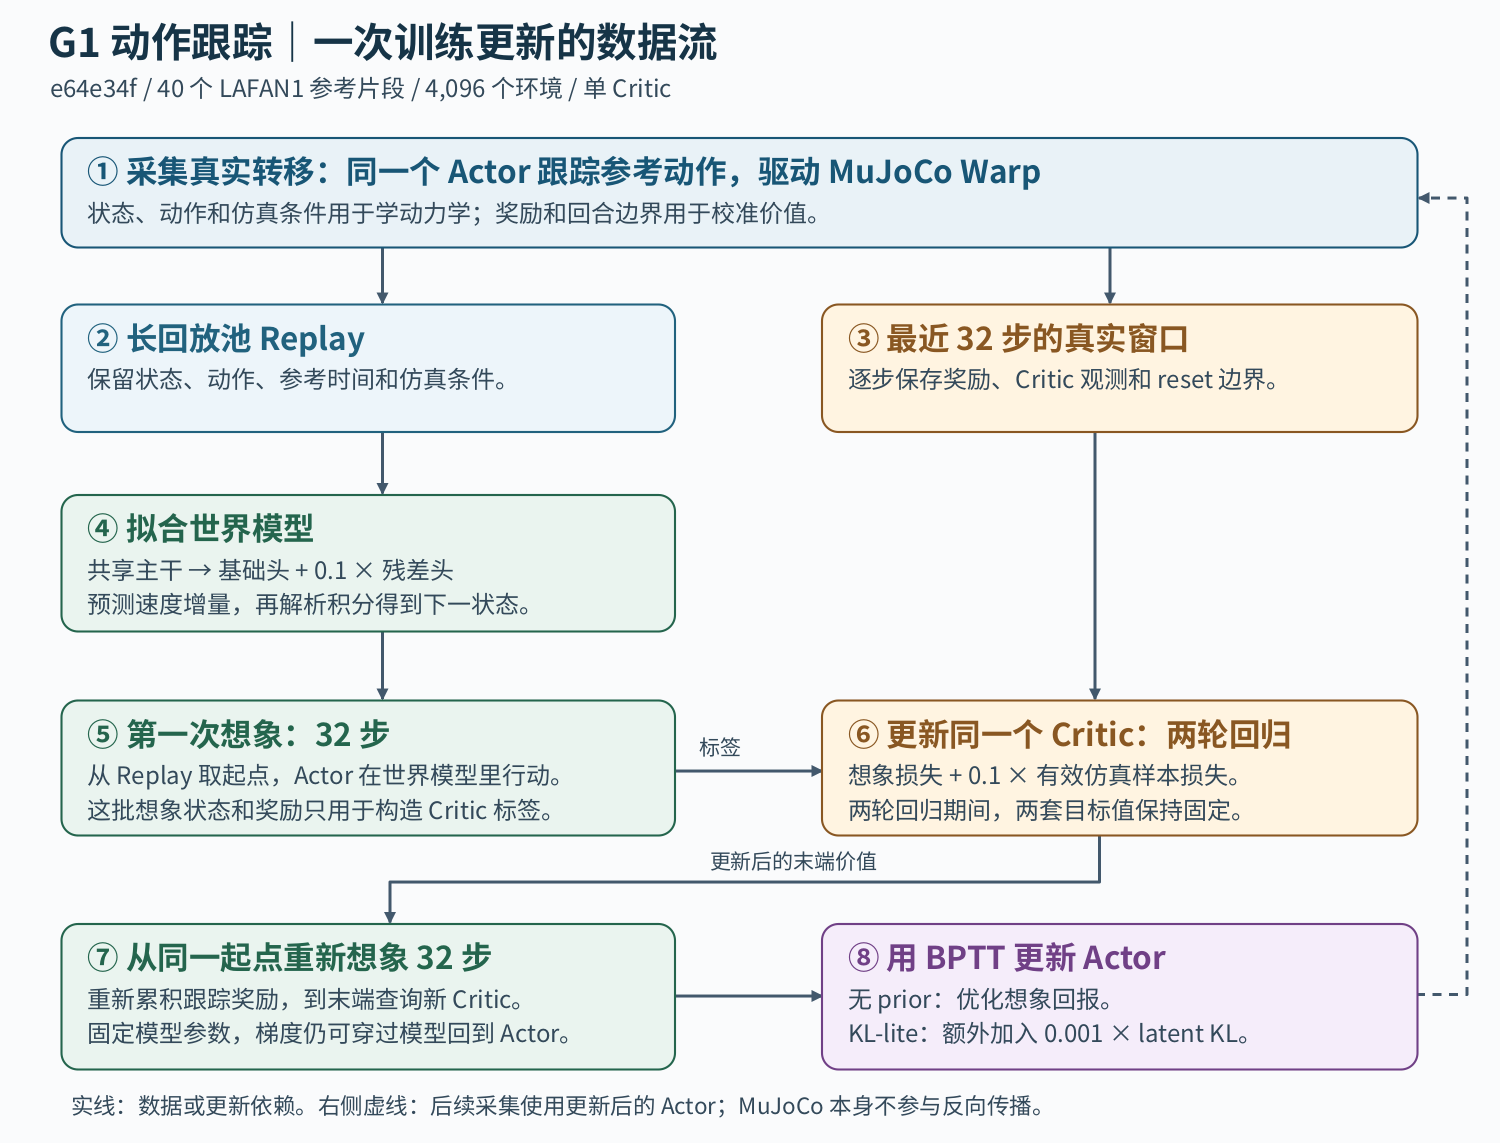 G1 动作跟踪｜一次训练更新的数据流
e64e34f / 40 个 LAFAN1 参考片段 / 4,096 个环境 / 单 Critic
① 采集真实转移：同一个 Actor 跟踪参考动作，驱动 MuJoCo Warp
状态、动作和仿真条件用于学动力学；奖励和回合边界用于校准价值。
② 长回放池 Replay
保留状态、动作、参考时间和仿真条件。
③ 最近 32 步的真实窗口
逐步保存奖励、Critic 观测和 reset 边界。
④ 拟合世界模型
共享主干 → 基础头 + 0.1 × 残差头
预测速度增量，再解析积分得到下一状态。
⑤ 第一次想象：32 步
从 Replay 取起点，Actor 在世界模型里行动。
这批想象状态和奖励只用于构造 Critic 标签。
标签
⑥ 更新同一个 Critic：两轮回归
想象损失 + 0.1 × 有效仿真样本损失。
两轮回归期间，两套目标值保持固定。
更新后的末端价值
⑦ 从同一起点重新想象 32 步
重新累积跟踪奖励，到末端查询新 Critic。
固定模型参数，梯度仍可穿过模型回到 Actor。
⑧ 用 BPTT 更新 Actor
无 prior：优化想象回报。
KL-lite：额外加入 0.001 × latent KL。
实线：数据或更新依赖。右侧虚线：后续采集使用更新后的 Actor；MuJoCo 本身不参与反向传播。